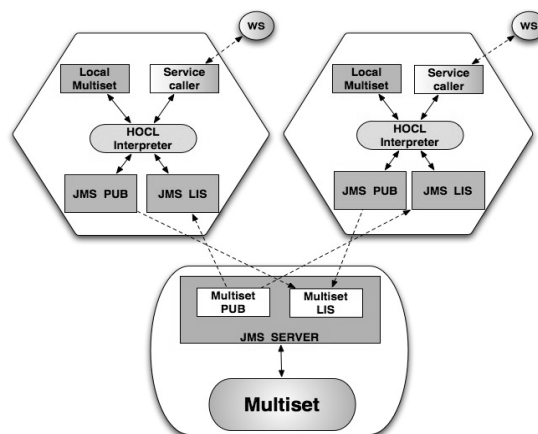 WS
WS
Local
Multiset
Service
caller
HOCL
Interpreter
JMS PUB
JMS LIS
Local
Multiset
Service
caller
HOCL
Interpreter
JMS PUB
JMS LIS
Multiset
PUB
Multiset
LIS
JMS SERVER
Multiset